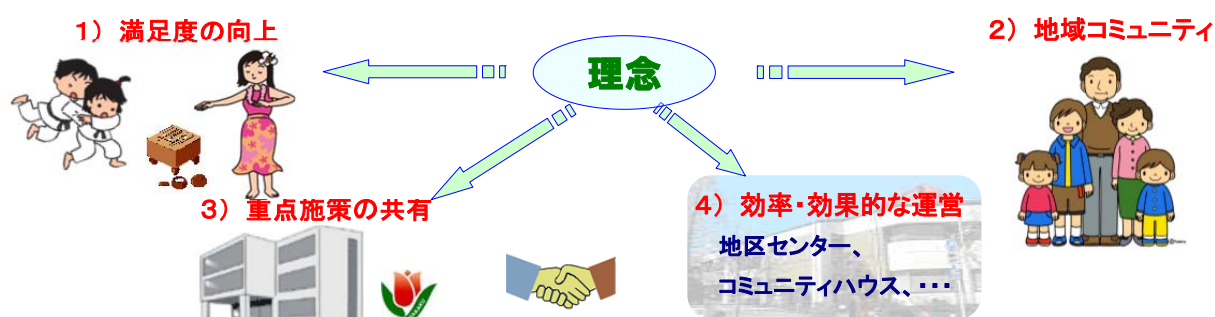 1）満足度の向上
2）地域コミュニティ
理念
3）重点施策の共有
4）効率・効果的な運営
地区センター、
コミュニティハウス、・・・